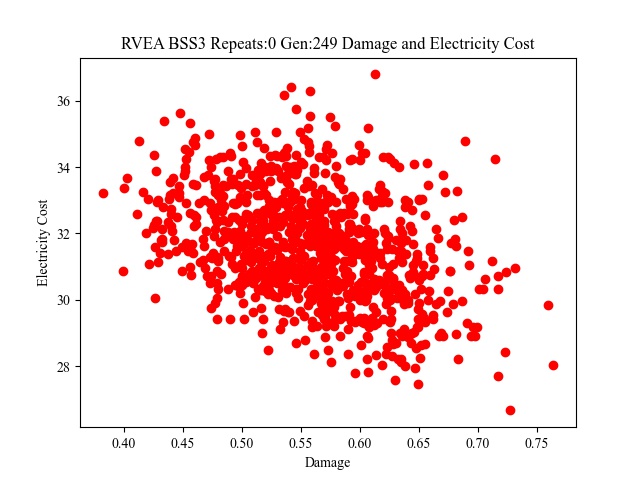 RVEA BSS3 Repeats:0 Gen:249 Damage and Electricity Cost
36
34
32
30
28
Electricity Cost
0.40 0.45 0.50 0.55 0.60 0.65 0.70 0.75
Damage